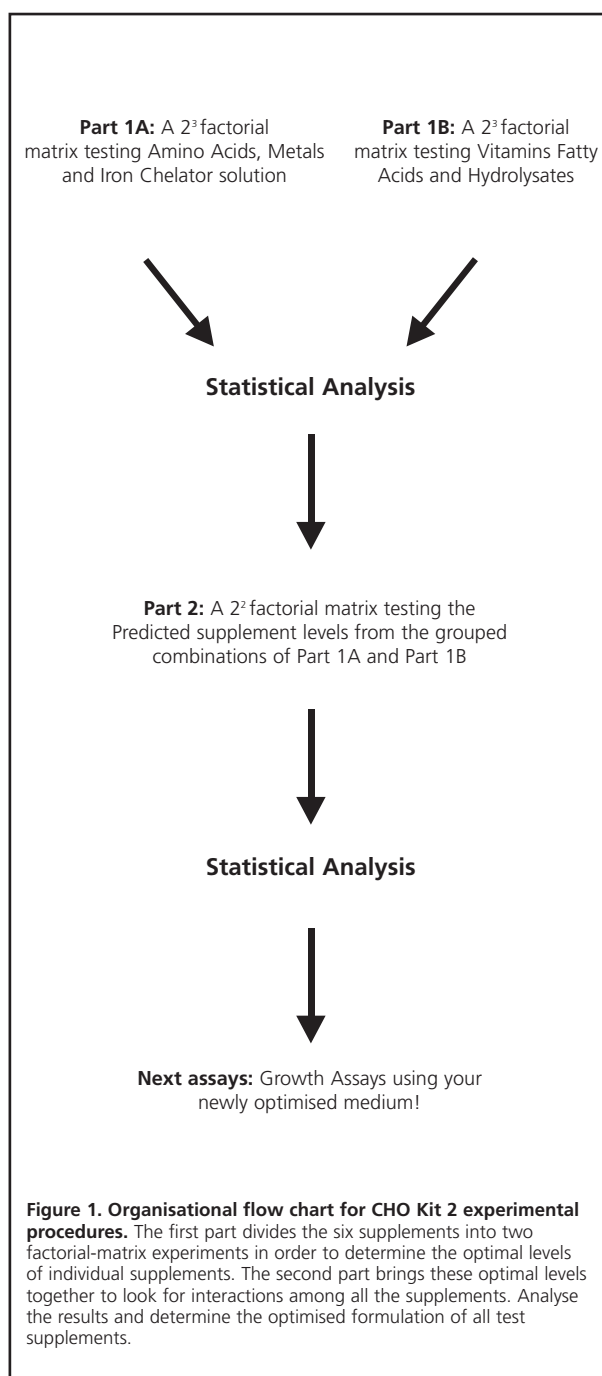 Part 1A: A 2³ factorial
matrix testing Amino Acids, Metals
and Iron Chelator solution
Part 1B: A 2³ factorial
matrix testing Vitamins Fatty
Acids and Hydrolysates
Statistical Analysis
Part 2: A 2² factorial matrix testing the
Predicted supplement levels from the grouped
combinations of Part 1A and Part 1B
Statistical Analysis
Next assays: Growth Assays using your
newly optimised medium!
Figure 1. Organisational flow chart for CHO Kit 2 experimental
procedures. The first part divides the six supplements into two
factorial-matrix experiments in order to determine the optimal levels
of individual supplements. The second part brings these optimal levels
together to look for interactions among all the supplements. Analyse
the results and determine the optimised formulation of all test
supplements.